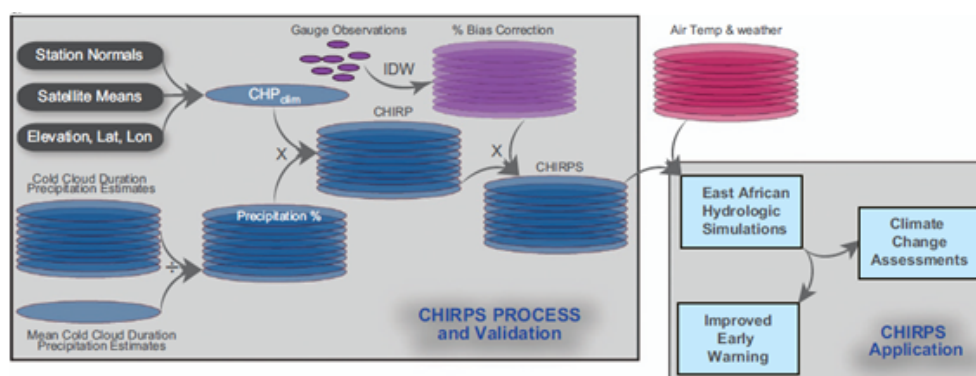 Station Normals
Satellite Means
Elevation, Lat, Lon
Cold Cloud Duration
Precipitation Estimates
÷
Mean Cold Cloud Duration
Precipitation Estimates
Gauge Observations
IDW
% Bias Correction
CHPclim
X
CHIRP
Precipitation %
X
CHIRPS
CHIRPS PROCESS
and Validation
Air Temp & weather
East African
Hydrologic
Simulations
Climate
Change
Assessments
Improved
Early
Warning
CHIRPS
Application